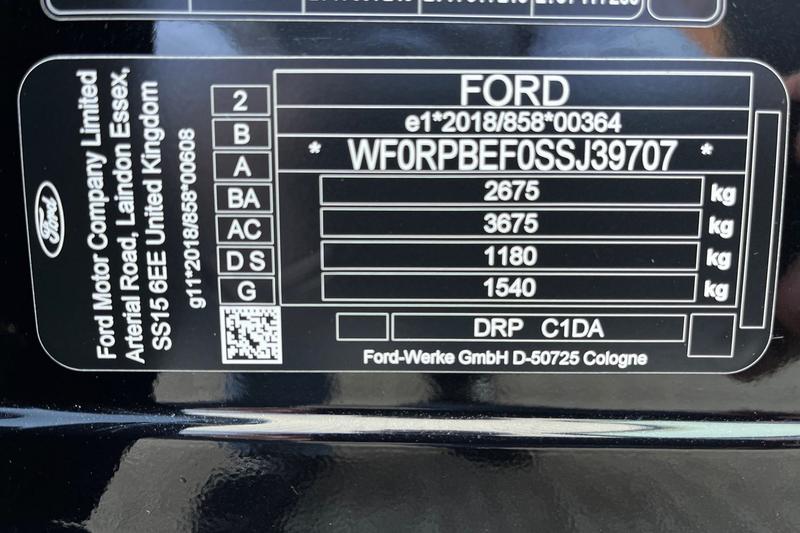 Ford
Ford Motor Company Limited
Arterial Road, Laindon Essex,
SS15 6EE United Kingdom
g11*2018/858*00608
2
B
A
BA
AC
D S
G
FORD
e1*2018/858*00364
* WF0RPBEF0SSJ39707 *
2675 kg
3675 kg
1180 kg
1540 kg
DRP C1DA
Ford-Werke GmbH D-50725 Cologne